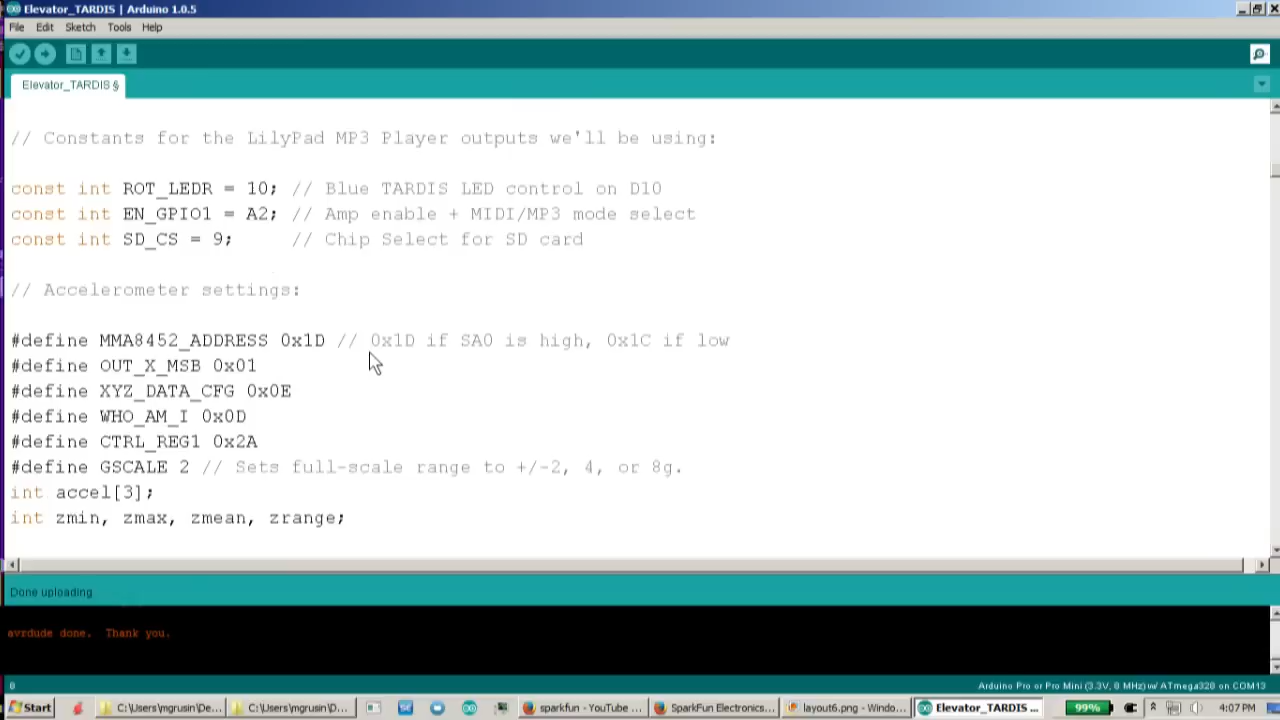 Elevator_TARDIS | Arduino 1.0.5
File Edit Sketch Tools Help
Elevator_TARDIS §
// Constants for the LilyPad MP3 Player outputs we'll be using:
const int ROT_LEDR = 10; // Blue TARDIS LED control on D10
const int EN_GPIO1 = A2; // Amp enable + MIDI/MP3 mode select
const int SD_CS = 9; // Chip Select for SD card
// Accelerometer settings:
#define MMA8452_ADDRESS 0x1D // 0x1D if SA0 is high, 0x1C if low
#define OUT_X_MSB 0x01
#define XYZ_DATA_CFG 0x0E
#define WHO_AM_I 0x0D
#define CTRL_REG1 0x2A
#define GSCALE 2 // Sets full-scale range to +/-2, 4, or 8g.
int accel[3];
int zmin, zmax, zmean, zrange;
Done uploading
avrdude done. Thank you.
8 Arduino Pro or Pro Mini (3.3V, 8 MHz) w/ ATmega328 on COM13
Start C:\Users\mgrusin\De... C:\Users\mgrusin\D... sparkfun - YouTube ... SparkFun Electronics... layout6.png - Windo... Elevator_TARDIS ... 99% 4:07 PM